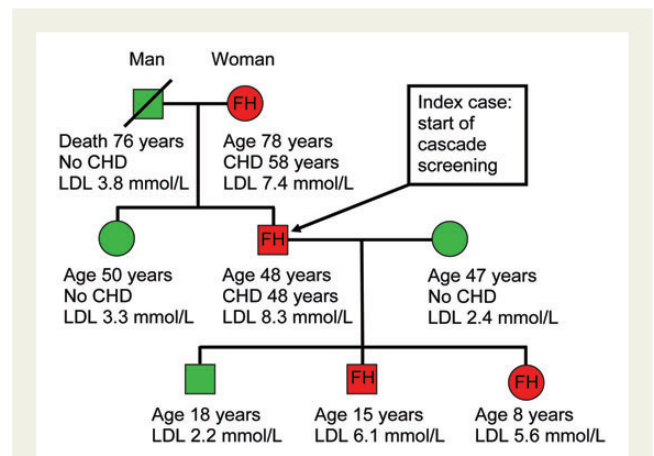 Man
Woman
FH
Death 76 years
No CHD
LDL 3.8 mmol/L
Age 78 years
CHD 58 years
LDL 7.4 mmol/L
Index case:
start of
cascade
screening
FH
Age 50 years
No CHD
LDL 3.3 mmol/L
Age 48 years
CHD 48 years
LDL 8.3 mmol/L
Age 47 years
No CHD
LDL 2.4 mmol/L
FH
FH
Age 18 years
LDL 2.2 mmol/L
Age 15 years
LDL 6.1 mmol/L
Age 8 years
LDL 5.6 mmol/L